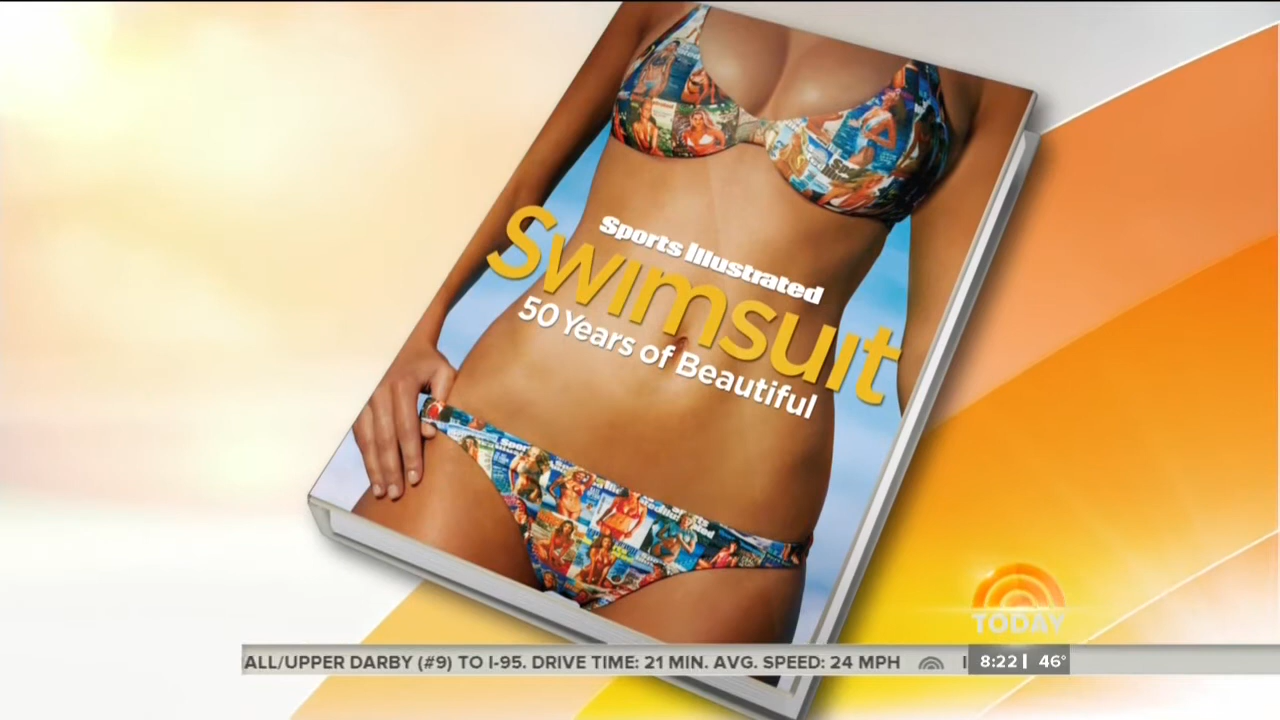 Sports Illustrated
Swimsuit
50 Years of Beautiful
TODAY
ALL/UPPER DARBY (#9) TO I-95. DRIVE TIME: 21 MIN. AVG. SPEED: 24 MPH
8:22 46°